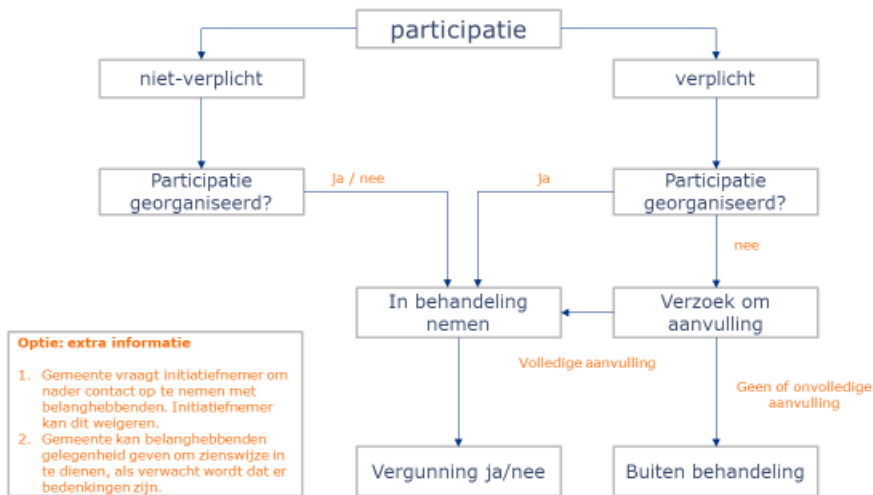 participatie
niet-verplicht
verplicht
Participatie
georganiseerd?
ja / nee
ja
Participatie
georganiseerd?
nee
In behandeling
nemen
Verzoek om
aanvulling
Volledige aanvulling
Geen of onvolledige
aanvulling
Optie: extra informatie
1. Gemeente vraagt initiatiefnemer om
nader contact op te nemen met
belanghebbenden. Initiatiefnemer
kan dit weigeren.
2. Gemeente kan belanghebbenden
gelegenheid geven om zienswijze in
te dienen, als verwacht wordt dat er
bedenkingen zijn.
Vergunning ja/nee
Buiten behandeling